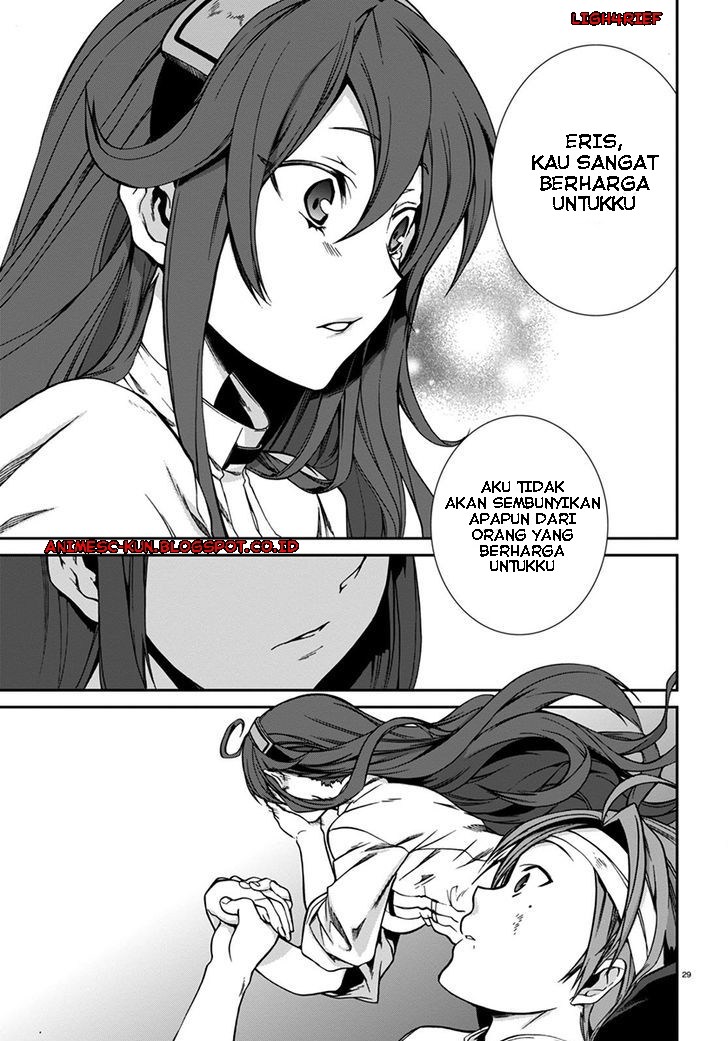 LIGH4RIEF
ERIS,
KAU SANGAT
BERHARGA
UNTUKKU
AKU TIDAK
AKAN SEMBUNYIKAN
APAPUN DARI
ORANG YANG
BERHARGA
UNTUKKU
ANIMESC-KUN.BLOGSPOT.CO.ID
29